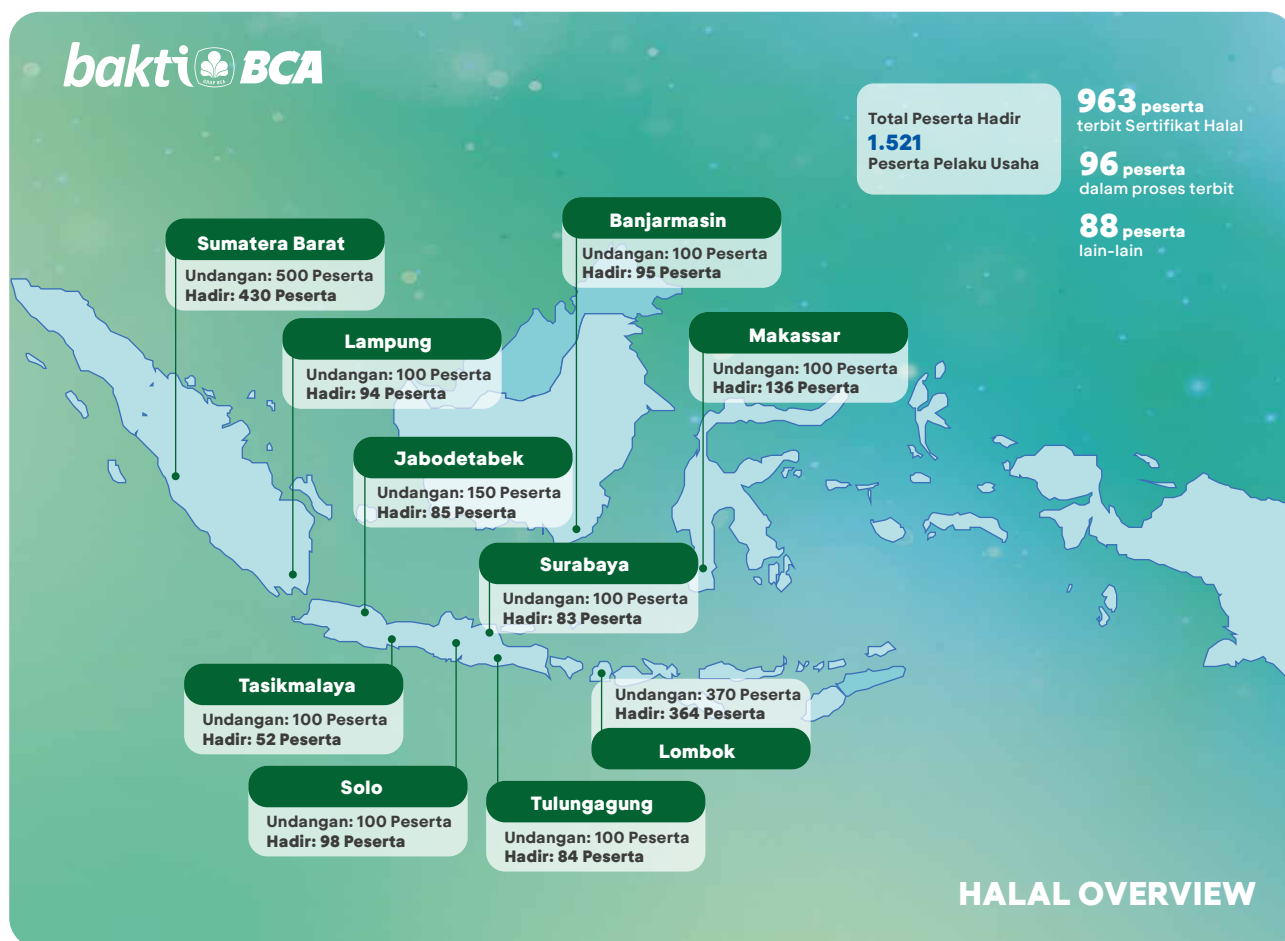 bakti BCA
Total Peserta Hadir
1.521
Peserta Pelaku Usaha
963 peserta
terbit Sertifikat Halal
96 peserta
dalam proses terbit
88 peserta
lain-lain
Sumatera Barat
Undangan: 500 Peserta
Hadir: 430 Peserta
Banjarmasin
Undangan: 100 Peserta
Hadir: 95 Peserta
Lampung
Undangan: 100 Peserta
Hadir: 94 Peserta
Makassar
Undangan: 100 Peserta
Hadir: 136 Peserta
Jabodetabek
Undangan: 150 Peserta
Hadir: 85 Peserta
Surabaya
Undangan: 100 Peserta
Hadir: 83 Peserta
Tasikmalaya
Undangan: 100 Peserta
Hadir: 52 Peserta
Undangan: 370 Peserta
Hadir: 364 Peserta
Lombok
Solo
Undangan: 100 Peserta
Hadir: 98 Peserta
Tulungagung
Undangan: 100 Peserta
Hadir: 84 Peserta
HALAL OVERVIEW